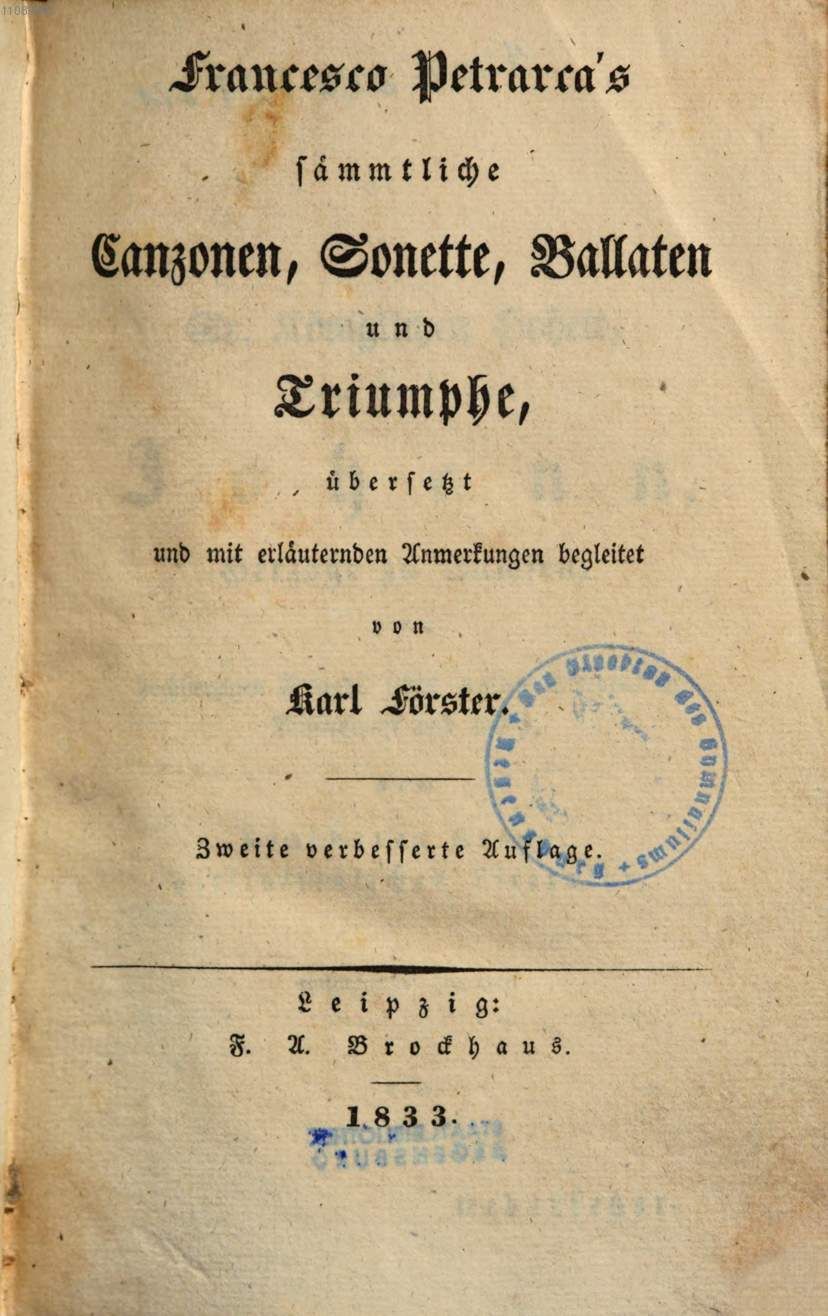 Francesco Petrarca's
sämmtliche
Canzonen, Sonette, Ballaten
und
Triumphe,
übersetzt
und mit erläuternden Anmerkungen begleitet
von
Karl Förster.
Zweite verbesserte Auflage.
Leipzig:
F. A. Brockhaus.
1833.